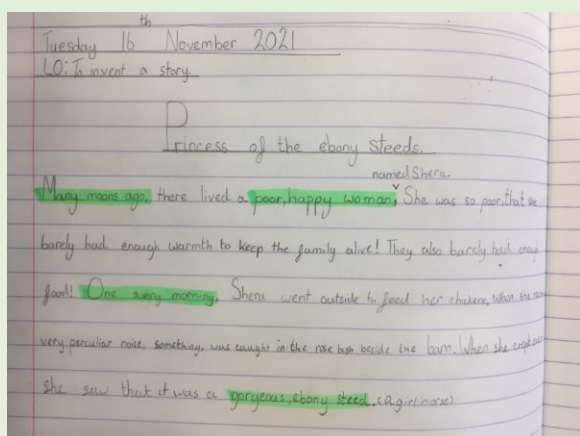 Tuesday 16th November 2021
LO: To invent a story.
Princess of the ebony steeds.
named Shera.
Many moons ago, there lived a poor, happy woman, She was so poor, that she
barely had enough warmth to keep the family alive! They also barely had enough
food! One sunny morning, Shera went outside to feed her chickens, When she
very peculiar noise, something, was caught in the rose bush beside the barn. When she crept
she saw that it was a gorgeous, ebony steed. (a girl horse)